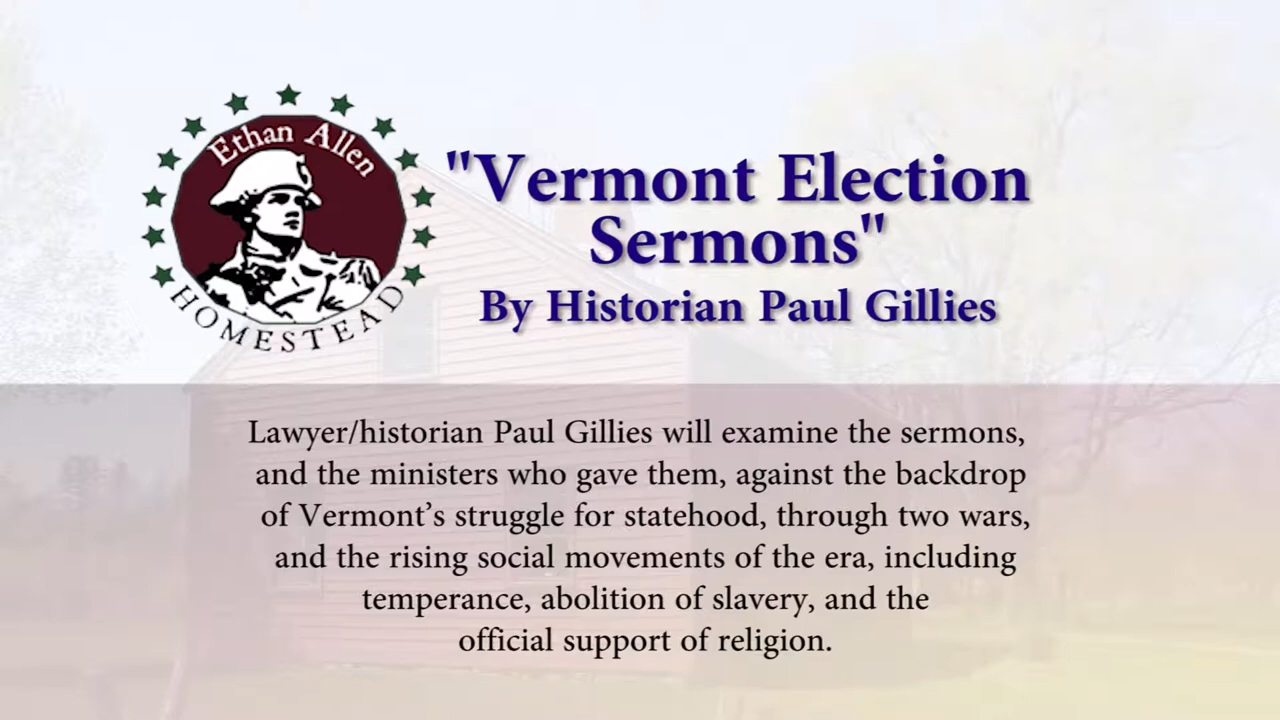 Ethan Allen
HOMESTEAD
"Vermont Election
Sermons"
By Historian Paul Gillies
Lawyer/historian Paul Gillies will examine the sermons,
and the ministers who gave them, against the backdrop
of Vermont’s struggle for statehood, through two wars,
and the rising social movements of the era, including
temperance, abolition of slavery, and the
official support of religion.